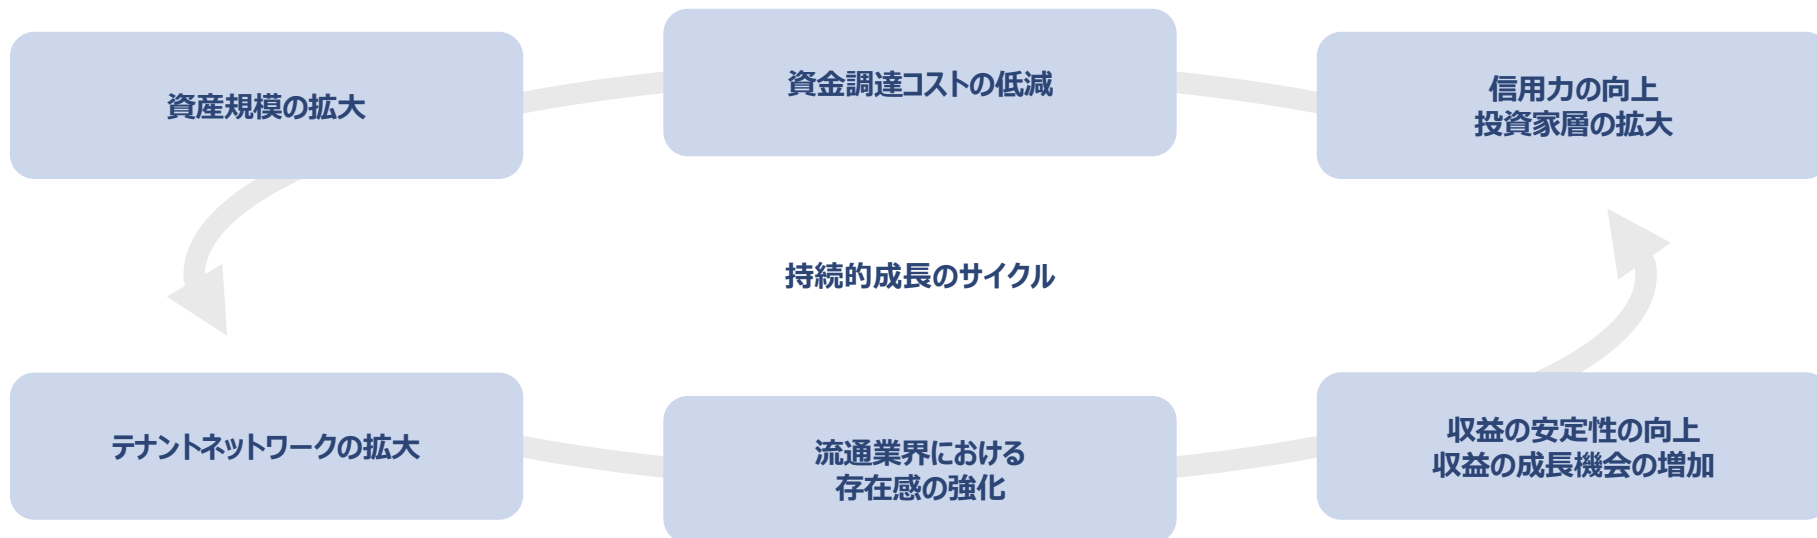 資産規模の拡大
資金調達コストの低減
信用力の向上
投資家層の拡大
持続的成長のサイクル
テナントネットワークの拡大
流通業界における
存在感の強化
収益の安定性の向上
収益の成長機会の増加